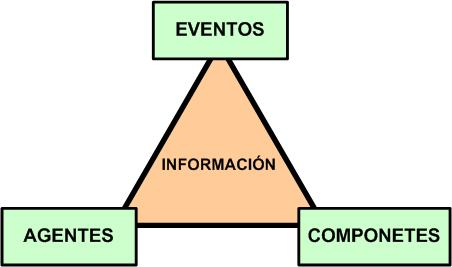 EVENTOS
INFORMACIÓN
AGENTES
COMPONETES